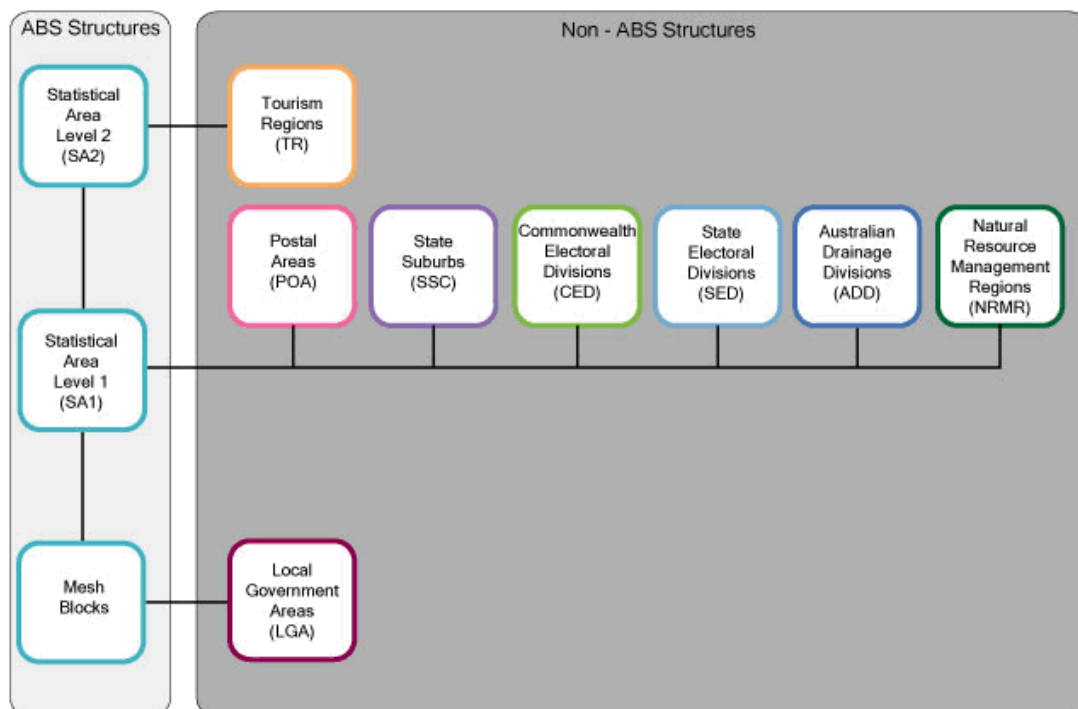 ABS Structures
Non - ABS Structures
Statistical
Area
Level 2
(SA2)
Tourism
Regions
(TR)
Postal
Areas
(POA)
State
Suburbs
(SSC)
Commonwealth
Electoral
Divisions
(CED)
State
Electoral
Divisions
(SED)
Australian
Drainage
Divisions
(ADD)
Natural
Resource
Management
Regions
(NRMR)
Statistical
Area
Level 1
(SA1)
Mesh
Blocks
Local
Government
Areas
(LGA)